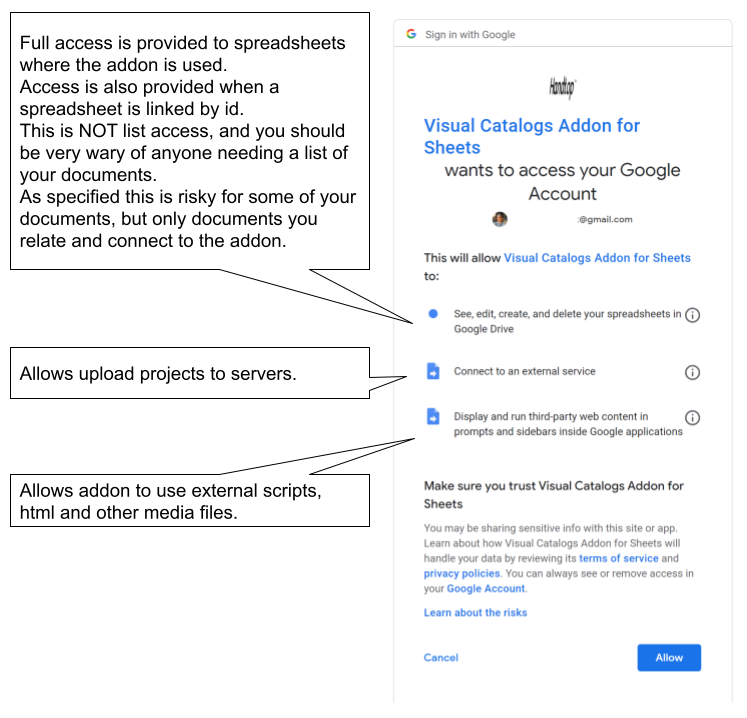 Full access is provided to spreadsheets
where the addon is used.
Access is also provided when a
spreadsheet is linked by id.
This is NOT list access, and you should
be very wary of anyone needing a list of
your documents.
As specified this is risky for some of your
documents, but only documents you
relate and connect to the addon.
Allows upload projects to servers.
Allows addon to use external scripts,
html and other media files.
Sign in with Google
Handtop
Visual Catalogs Addon for
Sheets
wants to access your Google
Account
@gmail.com
This will allow Visual Catalogs Addon for Sheets
to:
See, edit, create, and delete your spreadsheets in
Google Drive
Connect to an external service
Display and run third-party web content in
prompts and sidebars inside Google applications
Make sure you trust Visual Catalogs Addon for
Sheets
You may be sharing sensitive info with this site or app.
Learn about how Visual Catalogs Addon for Sheets will
handle your data by reviewing its terms of service and
privacy policies. You can always see or remove access in
your Google Account.
Learn about the risks
Cancel
Allow